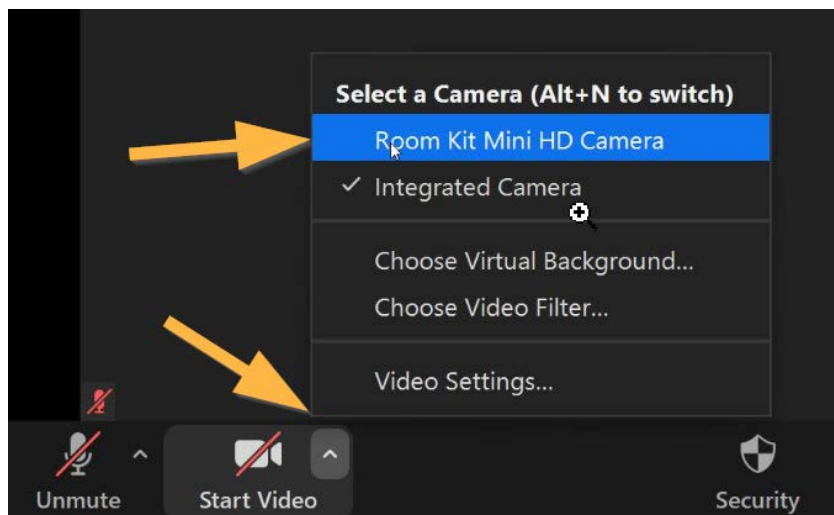 Select a Camera (Alt+N to switch)
Room Kit Mini HD Camera
Integrated Camera
Choose Virtual Background...
Choose Video Filter...
Video Settings...
Unmute
Start Video
Security